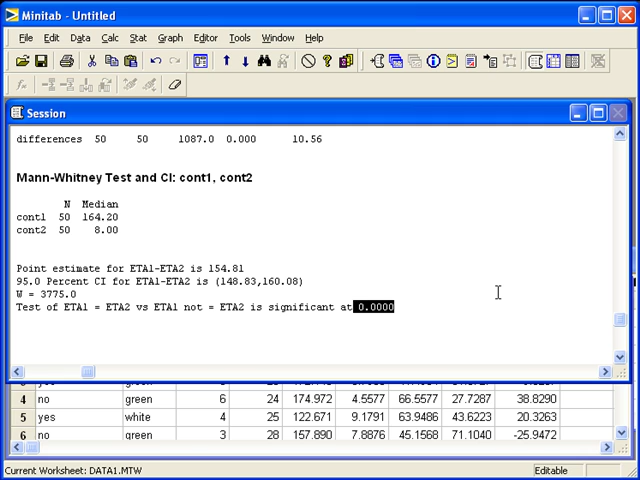 Minitab - Untitled
File Edit Data Calc Stat Graph Editor Tools Window Help
Session
differences 50 50 1087.0 0.000 10.56
Mann-Whitney Test and CI: cont1, cont2
N Median
cont1 50 164.20
cont2 50 8.00
Point estimate for ETA1-ETA2 is 154.81
95.0 Percent CI for ETA1-ETA2 is (148.83,160.08)
W = 3775.0
Test of ETA1 = ETA2 vs ETA1 not = ETA2 is significant at 0.0000
4 no green 6 24 174.972 4.5577 66.5577 27.7287 38.8290
5 yes white 4 25 122.671 9.1791 63.9486 43.6223 20.3263
6 no green 3 28 157.890 7.8876 45.1568 71.1040 -25.9472
Current Worksheet: DATA1.MTW Editable